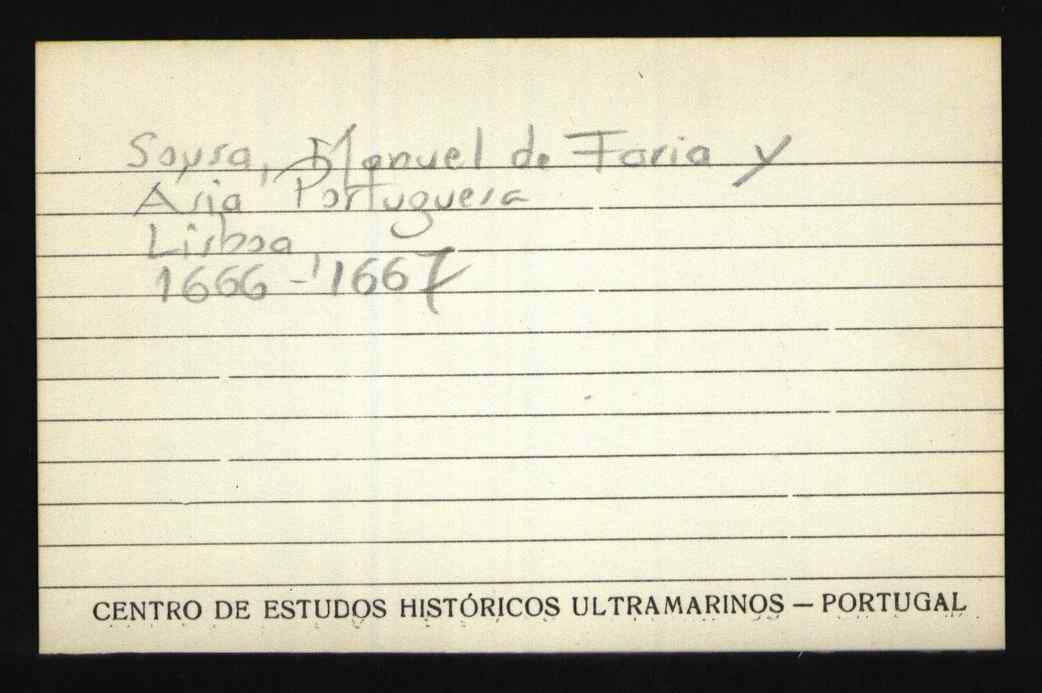 Sousa, Manuel de Faria y
Asia Portuguesa
Lisboa,
1666 - 1667
CENTRO DE ESTUDOS HISTÓRICOS ULTRAMARINOS — PORTUGAL